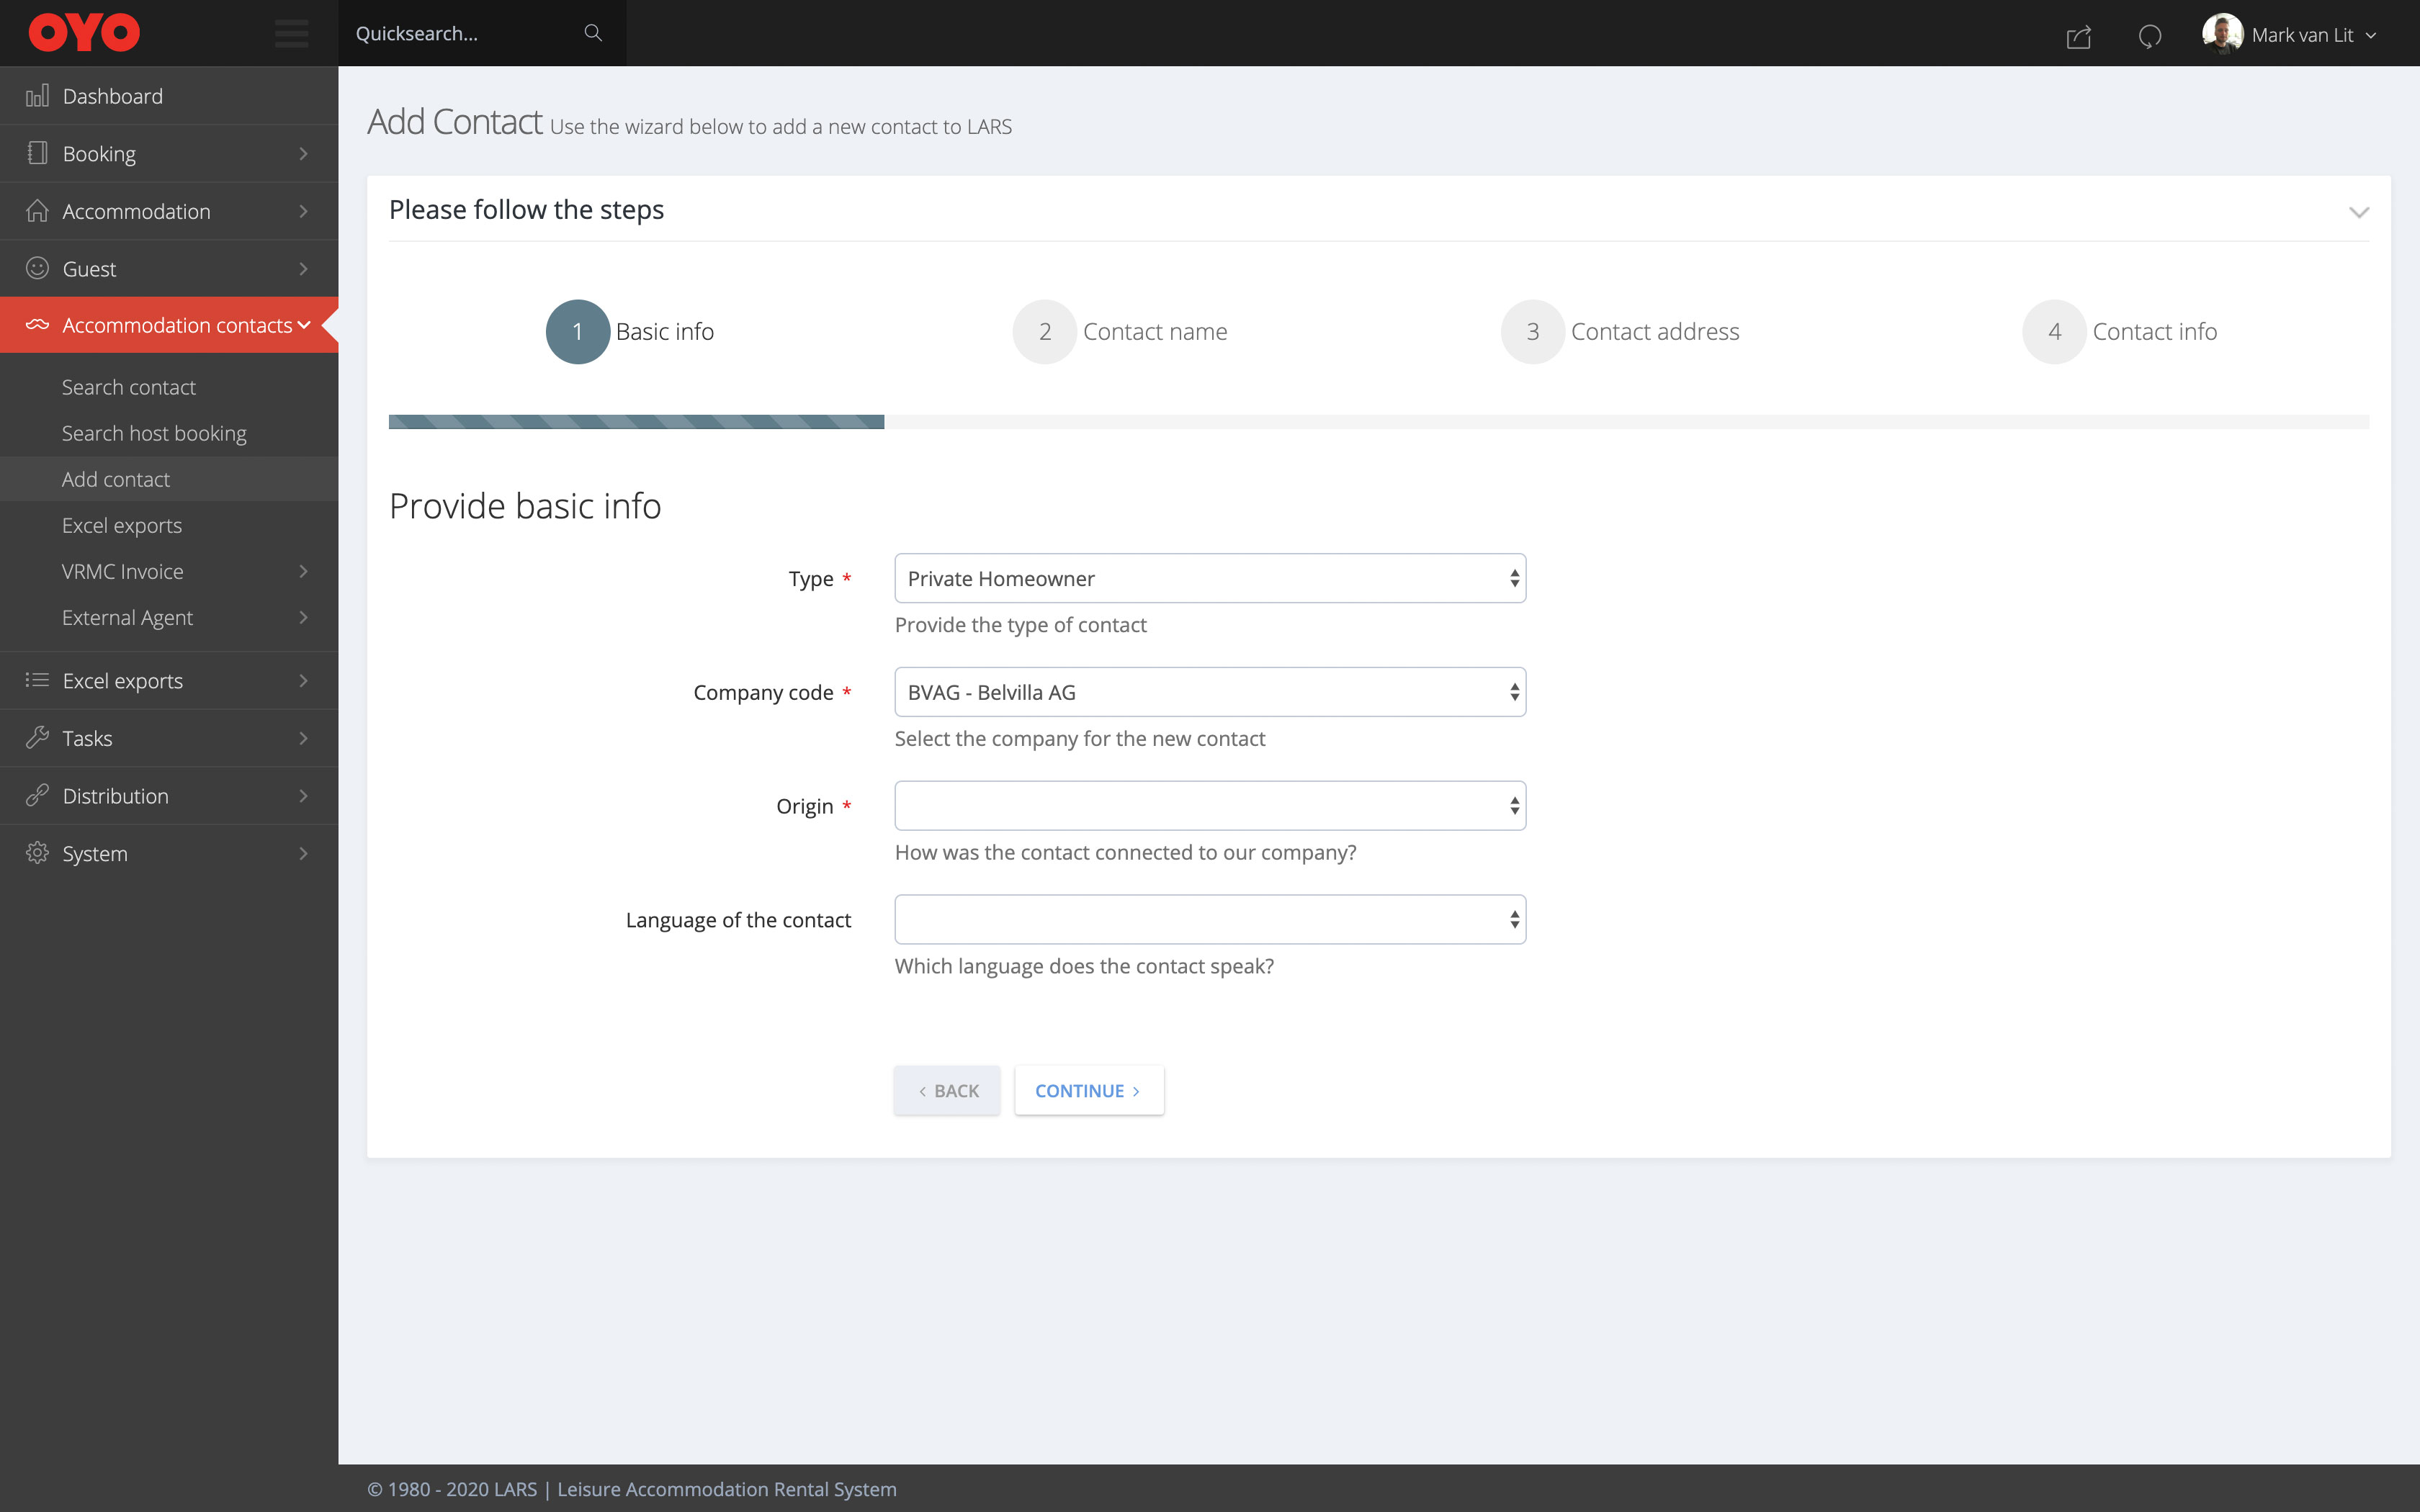 OYO
Quicksearch...
Mark van Lit
Dashboard
Booking
Accommodation
Guest
Accommodation contacts
Search contact
Search host booking
Add contact
Excel exports
VRMC Invoice
External Agent
Excel exports
Tasks
Distribution
System
Add Contact Use the wizard below to add a new contact to LARS
Please follow the steps
1 Basic info
2 Contact name
3 Contact address
4 Contact info
Provide basic info
Type *
Private Homeowner
Provide the type of contact
Company code *
BVAG - Belvilla AG
Select the company for the new contact
Origin *
How was the contact connected to our company?
Language of the contact
Which language does the contact speak?
BACK
CONTINUE
© 1980 - 2020 LARS | Leisure Accommodation Rental System